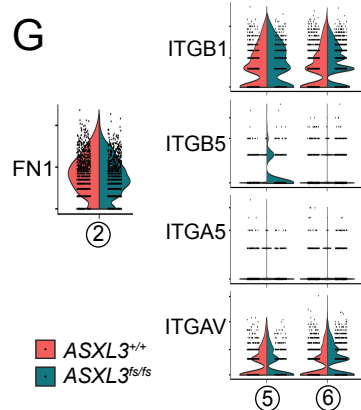 G
FN1
②
ASXL3+/+
ASXL3fs/fs
ITGB1
ITGB5
ITGA5
ITGAV
⑤ ⑥